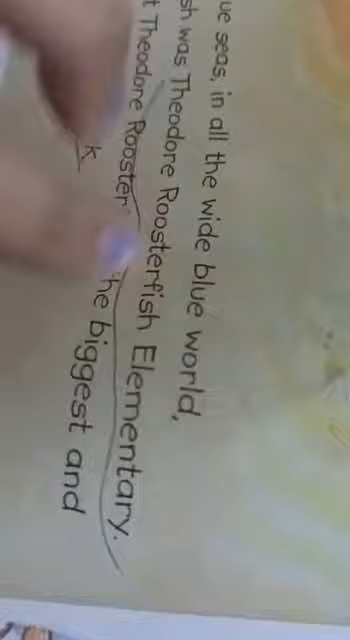 ue seas, in all the wide blue world,
sh was Theodore Roosterfish Elementary.
t Theodore Rooster he biggest and
k